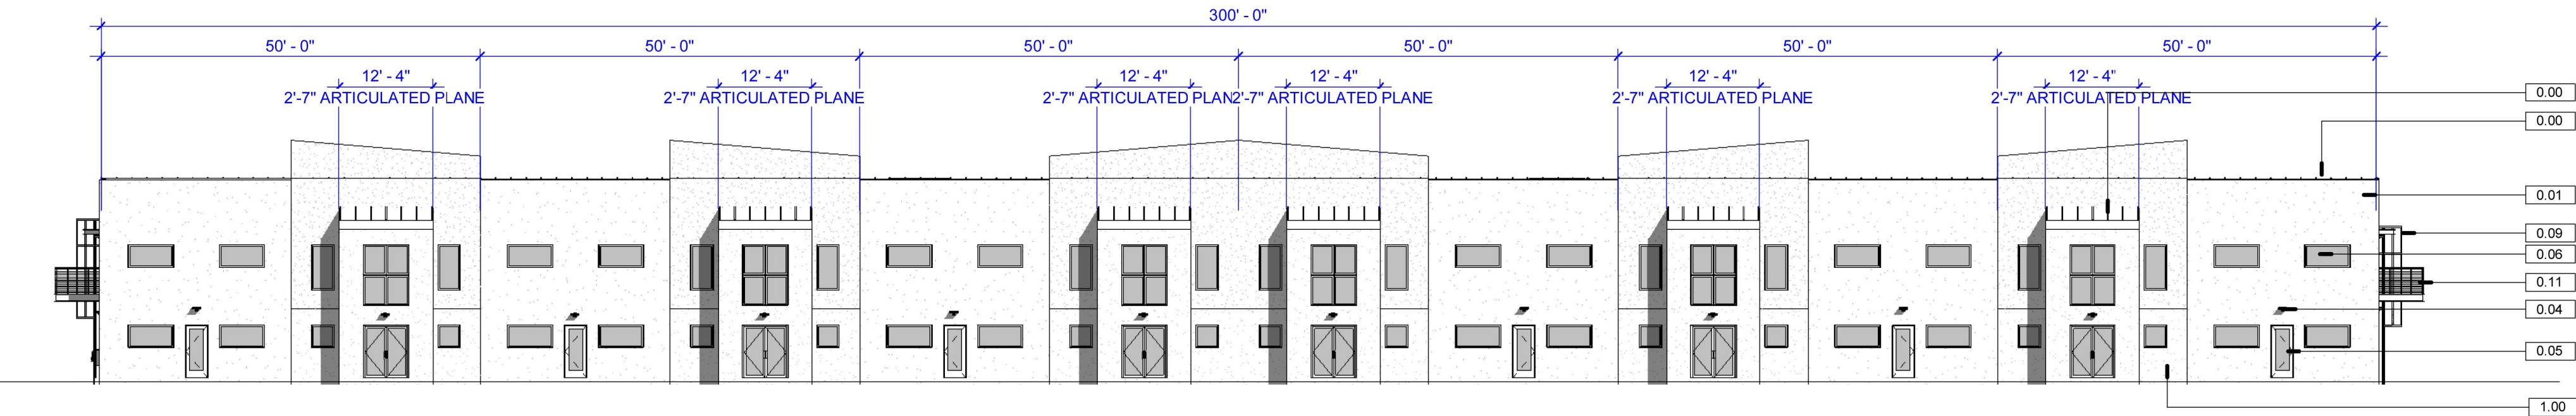 300' - 0"
50' - 0" 50' - 0" 50' - 0" 50' - 0" 50' - 0" 50' - 0"
12' - 4" 12' - 4" 12' - 4" 12' - 4" 12' - 4" 12' - 4"
2'-7" ARTICULATED PLANE 2'-7" ARTICULATED PLANE 2'-7" ARTICULATED PLAN 2'-7" ARTICULATED PLANE 2'-7" ARTICULATED PLANE 2'-7" ARTICULATED PLANE
0.00
0.00
0.01
0.09
0.06
0.11
0.04
0.05
1.00